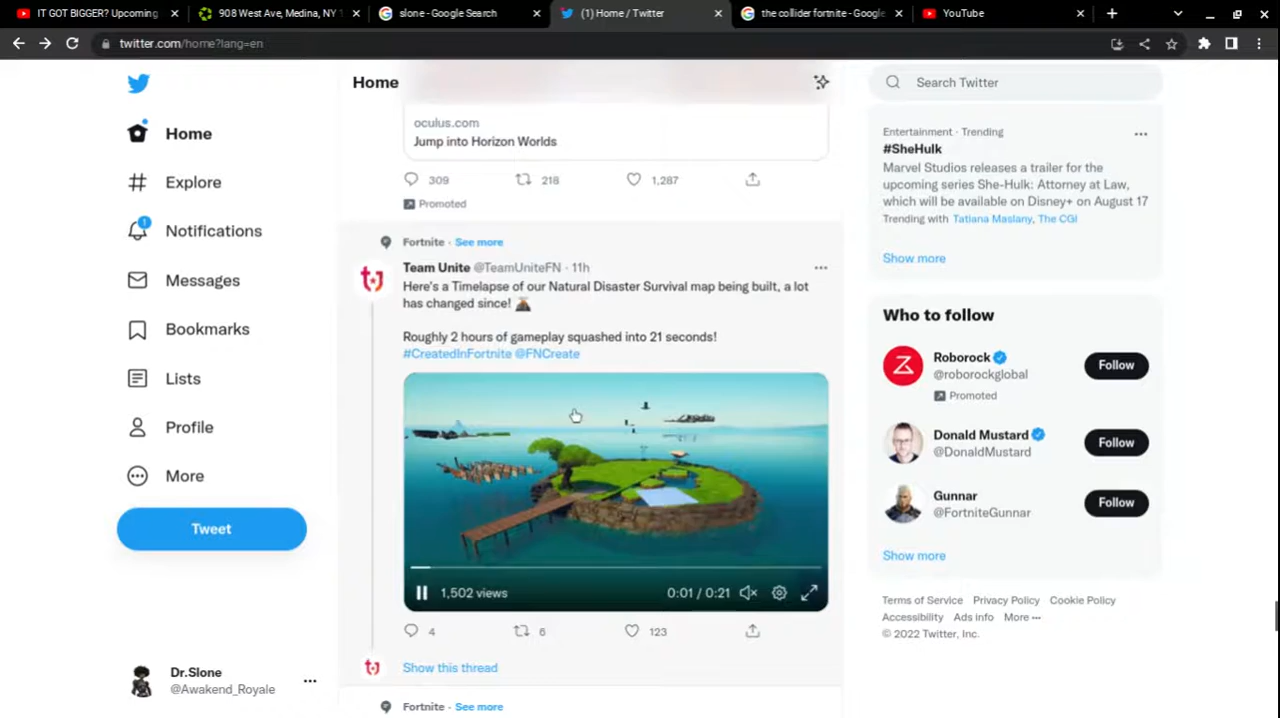 IT GOT BIGGER? Upcoming
908 West Ave, Medina, NY 1
slone - Google Search
(1) Home / Twitter
the collider fortnite - Google
YouTube
twitter.com/home?lang=en
Home
Explore
Notifications
1
Messages
Bookmarks
Lists
Profile
More
Tweet
Dr.Slone
@Awakend_Royale
Home
oculus.com
Jump into Horizon Worlds
309 218 1,287
Promoted
Fortnite · See more
Team Unite @TeamUniteFN · 11h
Here's a Timelapse of our Natural Disaster Survival map being built, a lot
has changed since! 🌋
Roughly 2 hours of gameplay squashed into 21 seconds!
#CreatedInFortnite @FNCreate
1,502 views 0:01 / 0:21
4 6 123
Show this thread
Fortnite · See more
Search Twitter
Entertainment · Trending
#SheHulk
Marvel Studios releases a trailer for the
upcoming series She-Hulk: Attorney at Law,
which will be available on Disney+ on August 17
Trending with Tatiana Maslany, The CGI
Show more
Who to follow
Roborock
@roborockglobal
Follow
Promoted
Donald Mustard
@DonaldMustard
Follow
Gunnar
@FortniteGunnar
Follow
Show more
Terms of Service Privacy Policy Cookie Policy
Accessibility Ads info More ···
© 2022 Twitter, Inc.